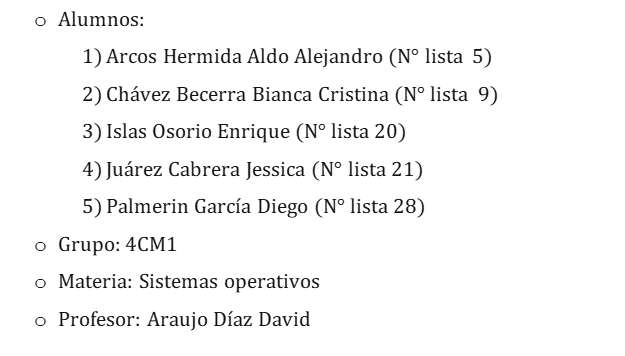 o Alumnos:
1) Arcos Hermida Aldo Alejandro (N° lista 5)
2) Chávez Becerra Bianca Cristina (N° lista 9)
3) Islas Osorio Enrique (N° lista 20)
4) Juárez Cabrera Jessica (N° lista 21)
5) Palmerin García Diego (N° lista 28)
o Grupo: 4CM1
o Materia: Sistemas operativos
o Profesor: Araujo Díaz David